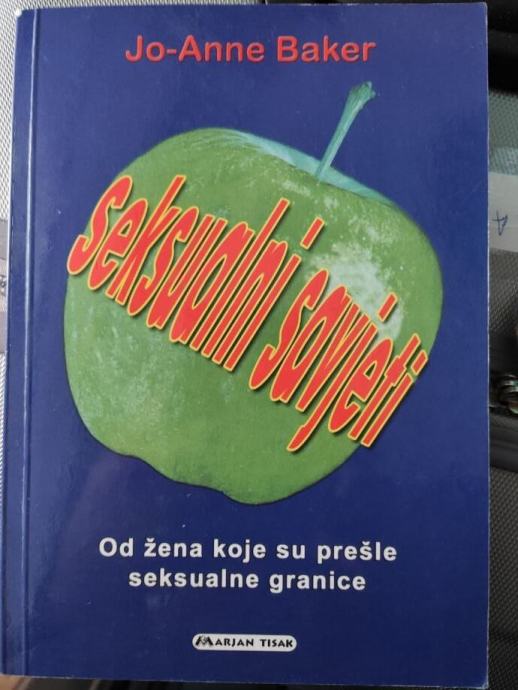 Jo-Anne Baker
seksualni savjeti
Od žena koje su prešle
seksualne granice
MARJAN TISAK